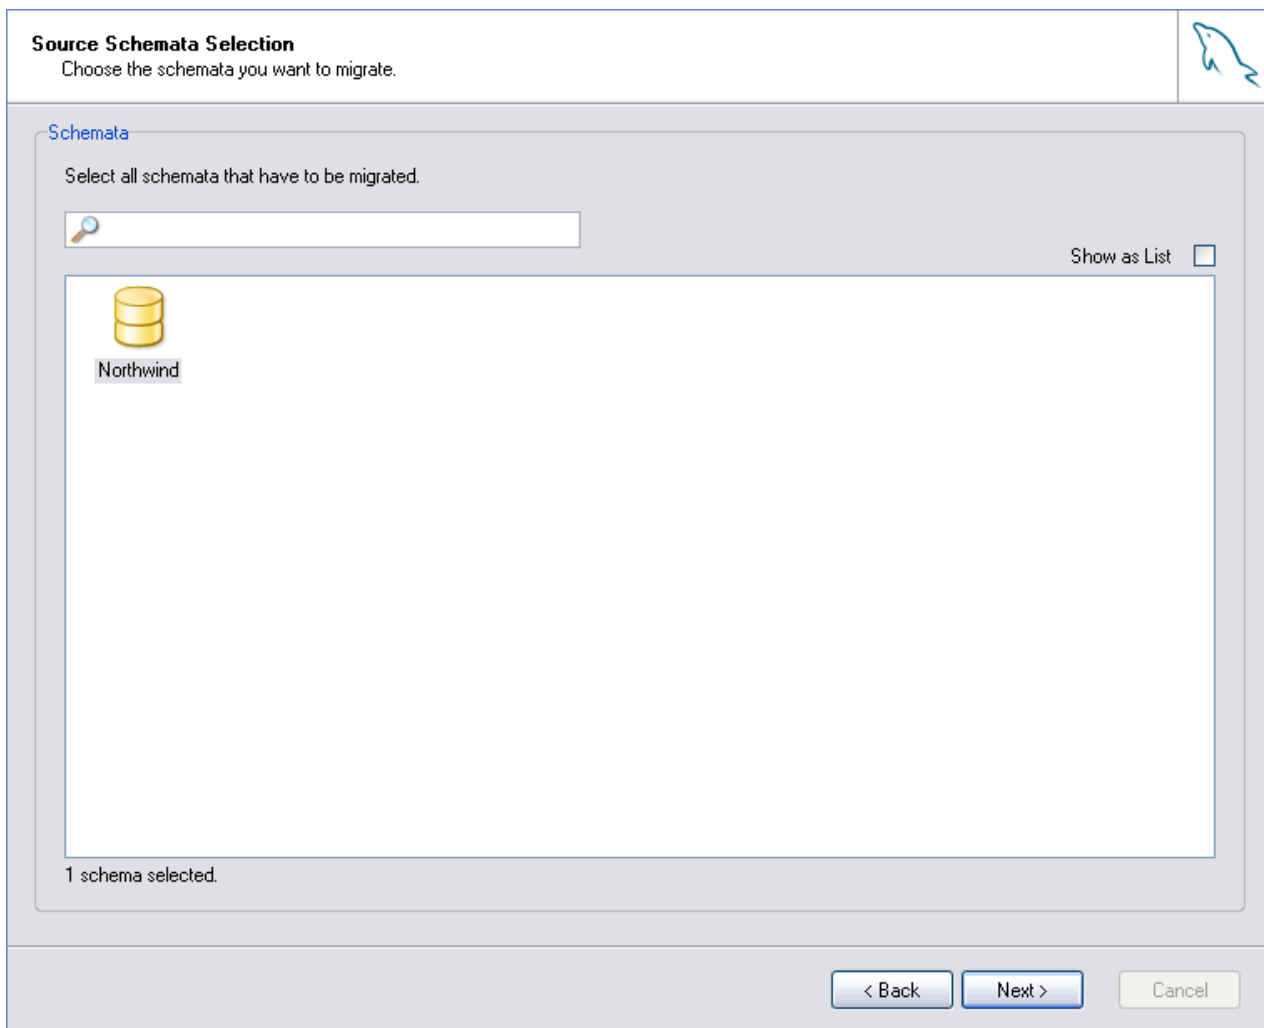 Source Schemata Selection
Choose the schemata you want to migrate.
Schemata
Select all schemata that have to be migrated.
Show as List
Northwind
1 schema selected.
< Back
Next >
Cancel